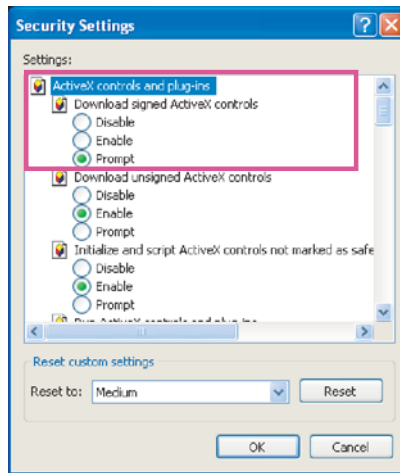 Security Settings
Settings:
ActiveX controls and plug-ins
Download signed ActiveX controls
Disable
Enable
Prompt
Download unsigned ActiveX controls
Disable
Enable
Prompt
Initialize and script ActiveX controls not marked as safe
Disable
Enable
Prompt
Reset custom settings
Reset to: Medium Reset
OK Cancel